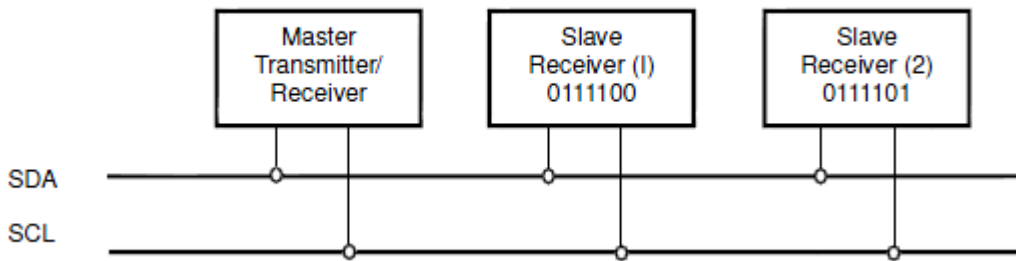 Master
Transmitter/
Receiver
Slave
Receiver (I)
0111100
Slave
Receiver (2)
0111101
SDA
SCL